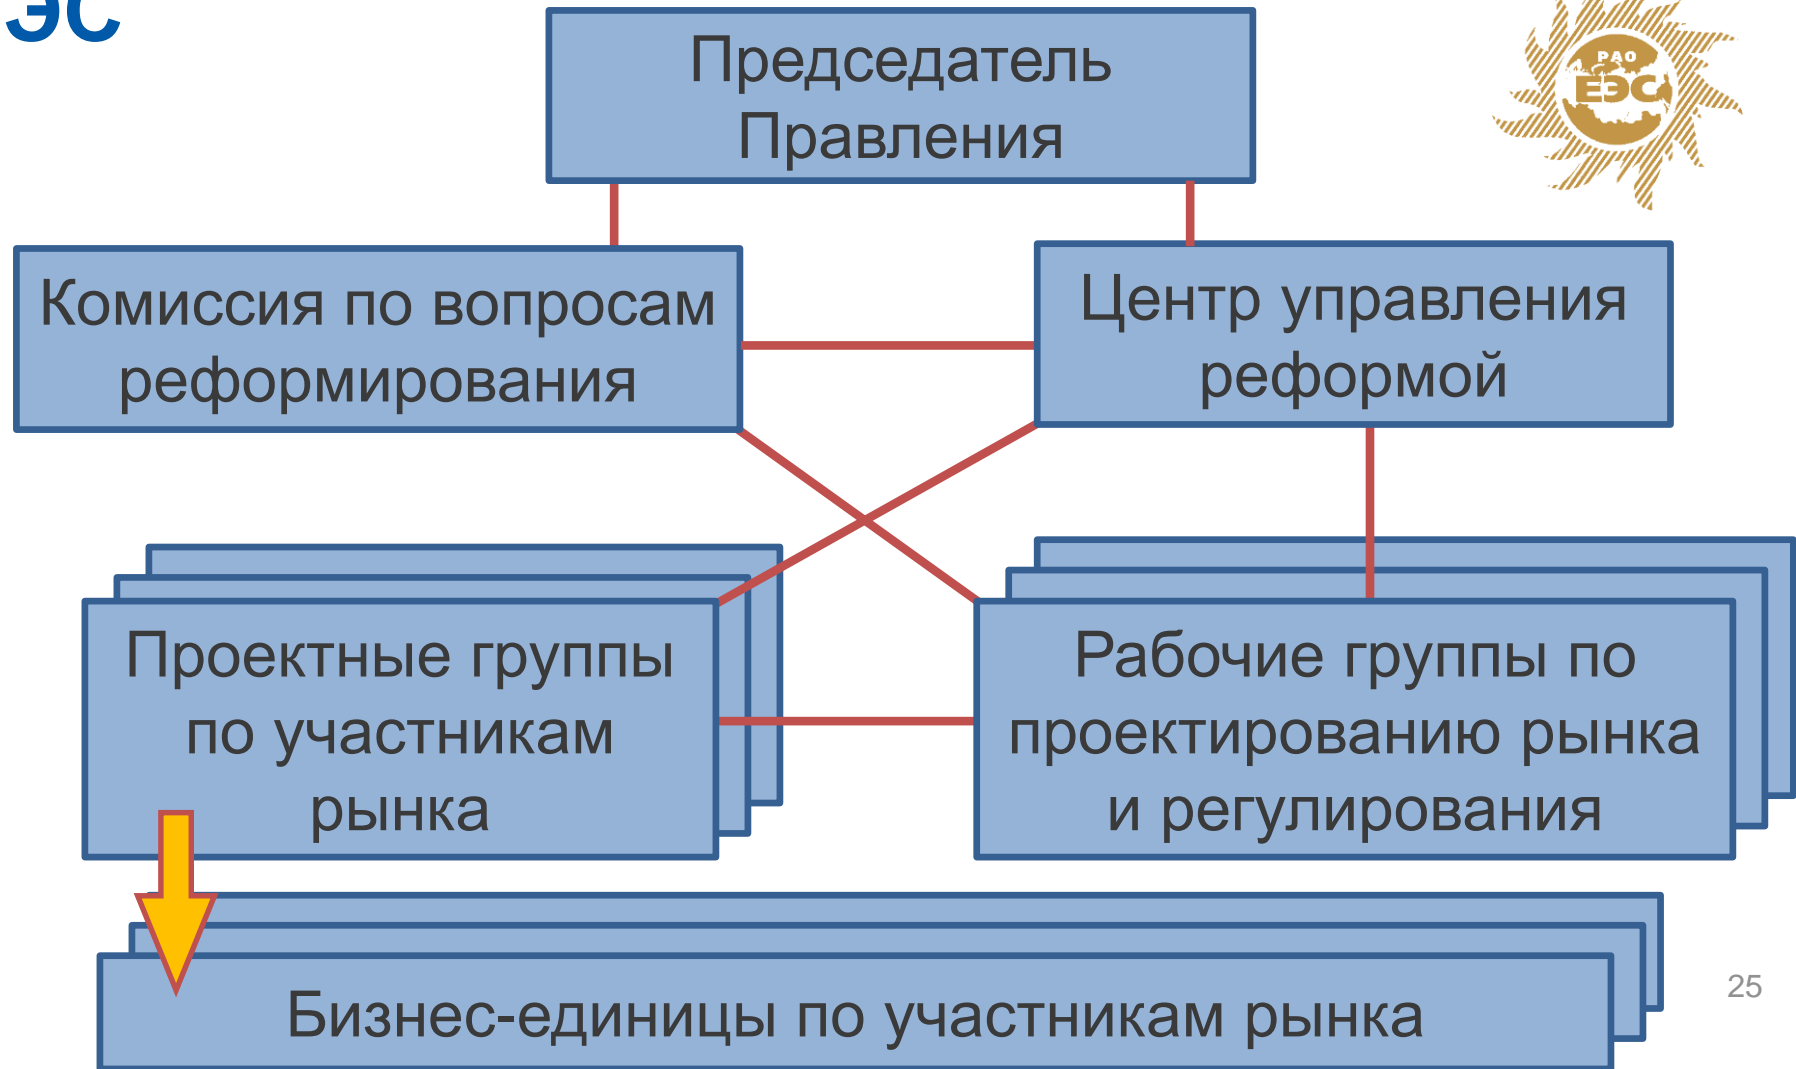 ЭС
Председатель
Правления
РАО
ЕЭС
Комиссия по вопросам
реформирования
Центр управления
реформой
Проектные группы
по участникам
рынка
Рабочие группы по
проектированию рынка
и регулирования
Бизнес-единицы по участникам рынка
25